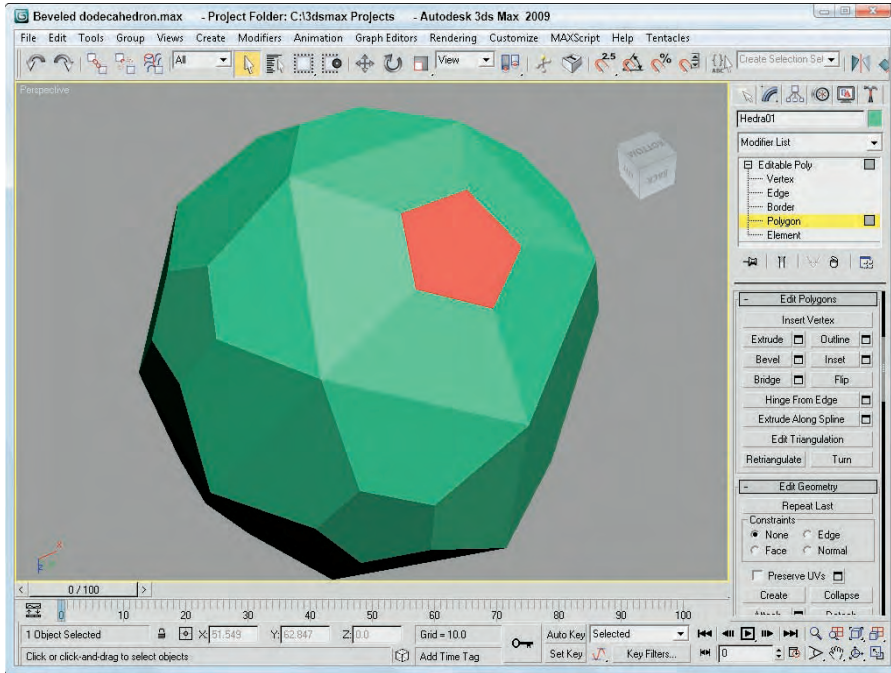 Beveled dodecahedron.max - Project Folder: C:\3dsmax Projects - Autodesk 3ds Max 2009
File Edit Tools Group Views Create Modifiers Animation Graph Editors Rendering Customize MAXScript Help Tentacles
All View 2.5 Create Selection Set
Perspective
BOTTOM
BACK
Hedra01
Modifier List
Editable Poly
Vertex
Edge
Border
Polygon
Element
- Edit Polygons
Insert Vertex
Extrude Outline
Bevel Inset
Bridge Flip
Hinge From Edge
Extrude Along Spline
Edit Triangulation
Retriangulate Turn
- Edit Geometry
Repeat Last
Constraints
None Edge
Face Normal
Preserve UVs
Create Collapse
Attach Detach
x
z
< 0 / 100 >
0 10 20 30 40 50 60 70 80 90 100
1 Object Selected X: 51.549 Y: 62.847 Z: 0.0 Grid = 10.0 Auto Key Selected
Click or click-and-drag to select objects Add Time Tag Set Key Key Filters... 0